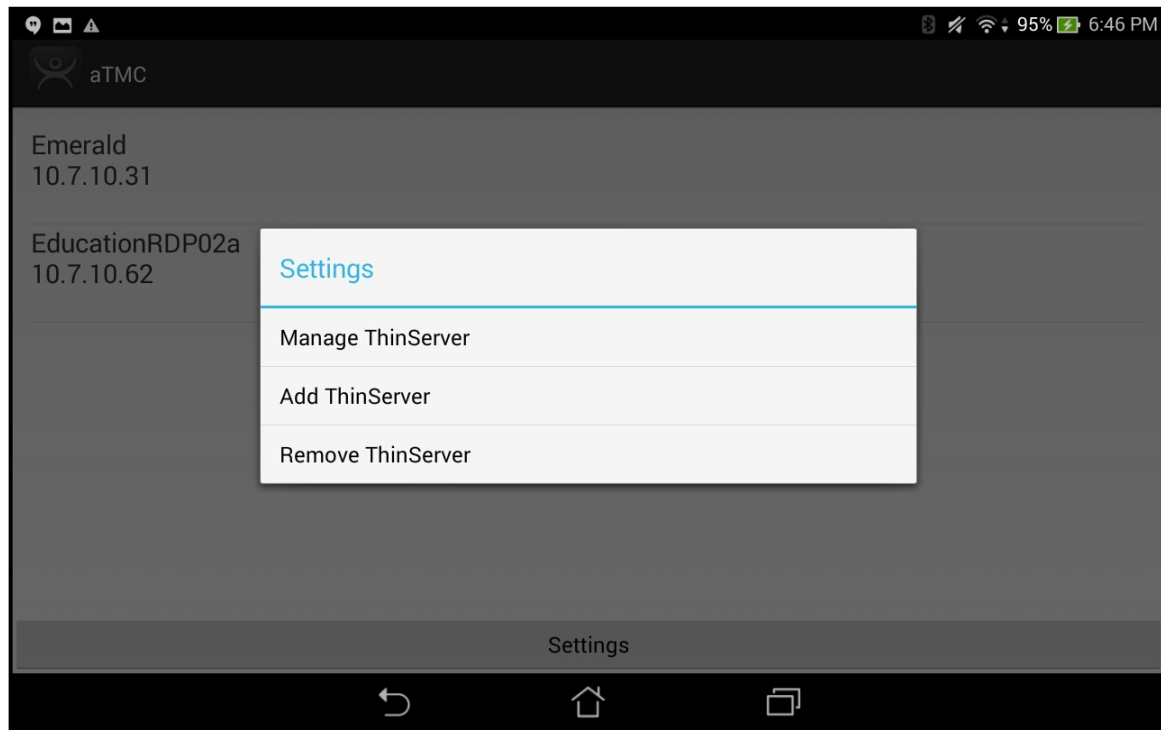 95% 6:46 PM
aTMC
Emerald
10.7.10.31
EducationRDP02a
10.7.10.62
Settings
Manage ThinServer
Add ThinServer
Remove ThinServer
Settings